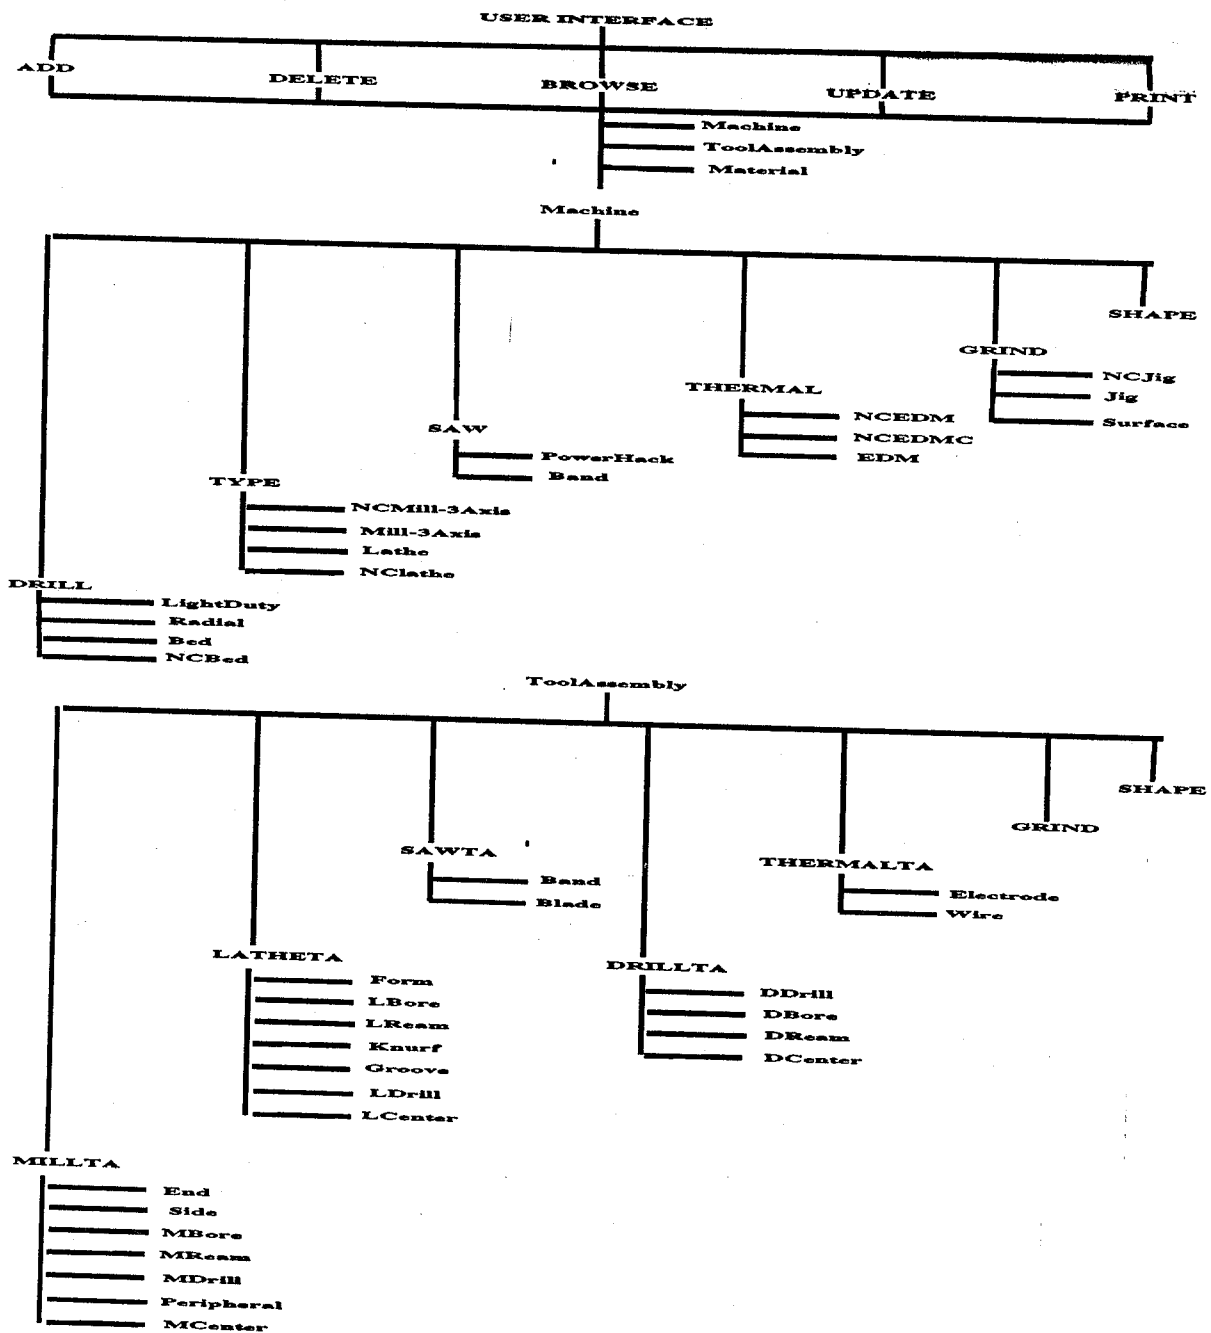 USER INTERFACE
ADD
DELETE
BROWSE
UPDATE
PRINT
Machine
ToolAssembly
Material
Machine
SHAPE
GRIND
NCJig
Jig
Surface
THERMAL
NCEDM
NCEDMC
EDM
SAW
PowerHack
Band
TYPE
NCMill-3Axis
Mill-3Axis
Lathe
NClathe
DRILL
LightDuty
Radial
Bed
NCBed
ToolAssembly
SHAPE
GRIND
SAWTA
Band
Blade
THERMALTA
Electrode
Wire
LATHETA
Form
LBore
LReam
Knurf
Groove
LDrill
LCenter
DRILLTA
DDrill
DBore
DReam
DCenter
MILLTA
End
Side
MBore
MReam
MDrill
Peripheral
MCenter